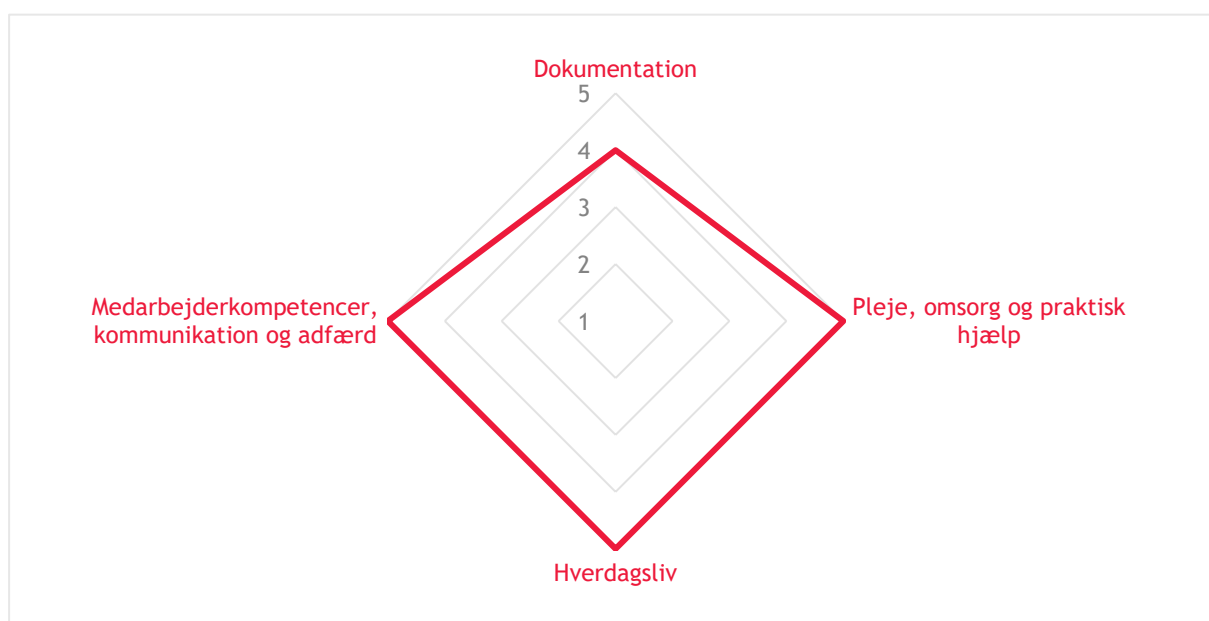 Dokumentation
5
4
3
2
1
Medarbejderkompetencer,
kommunikation og adfærd
Pleje, omsorg og praktisk
hjælp
Hverdagsliv